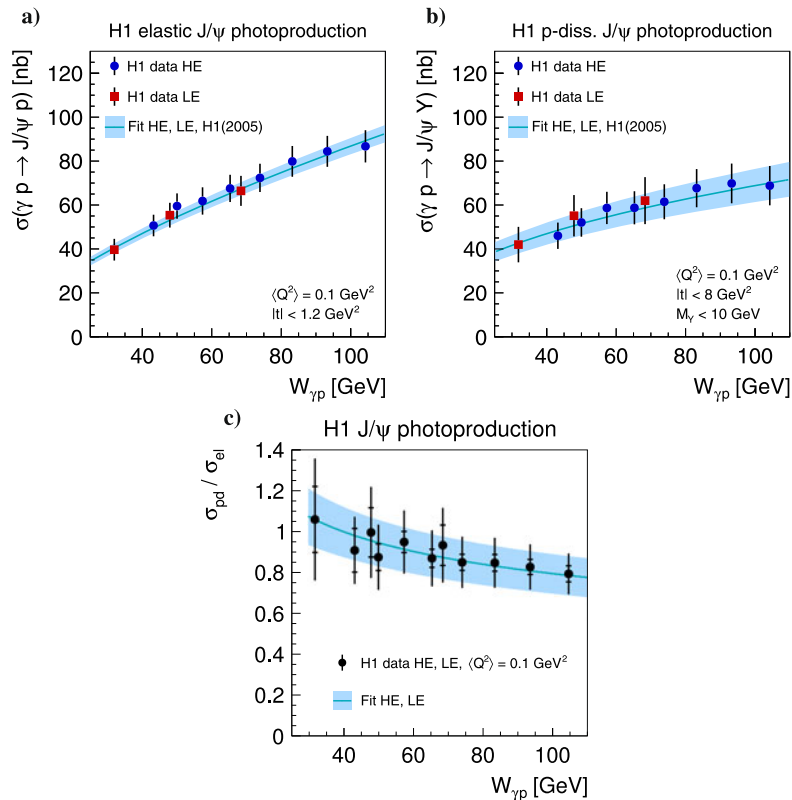 a)
H1 elastic J/ψ photoproduction
σ(γ p → J/ψ p) [nb]
120
100
80
60
40
20
0
H1 data HE
H1 data LE
Fit HE, LE, H1(2005)
⟨Q²⟩ = 0.1 GeV²
|t| < 1.2 GeV²
40 60 80 100
W_γp [GeV]
b)
H1 p-diss. J/ψ photoproduction
σ(γ p → J/ψ Y) [nb]
120
100
80
60
40
20
0
H1 data HE
H1 data LE
Fit HE, LE, H1(2005)
⟨Q²⟩ = 0.1 GeV²
|t| < 8 GeV²
M_Y < 10 GeV
40 60 80 100
W_γp [GeV]
c)
H1 J/ψ photoproduction
σ_pd / σ_el
1.4
1.2
1
0.8
0.6
0.4
0.2
0
H1 data HE, LE, ⟨Q²⟩ = 0.1 GeV²
Fit HE, LE
40 60 80 100
W_γp [GeV]